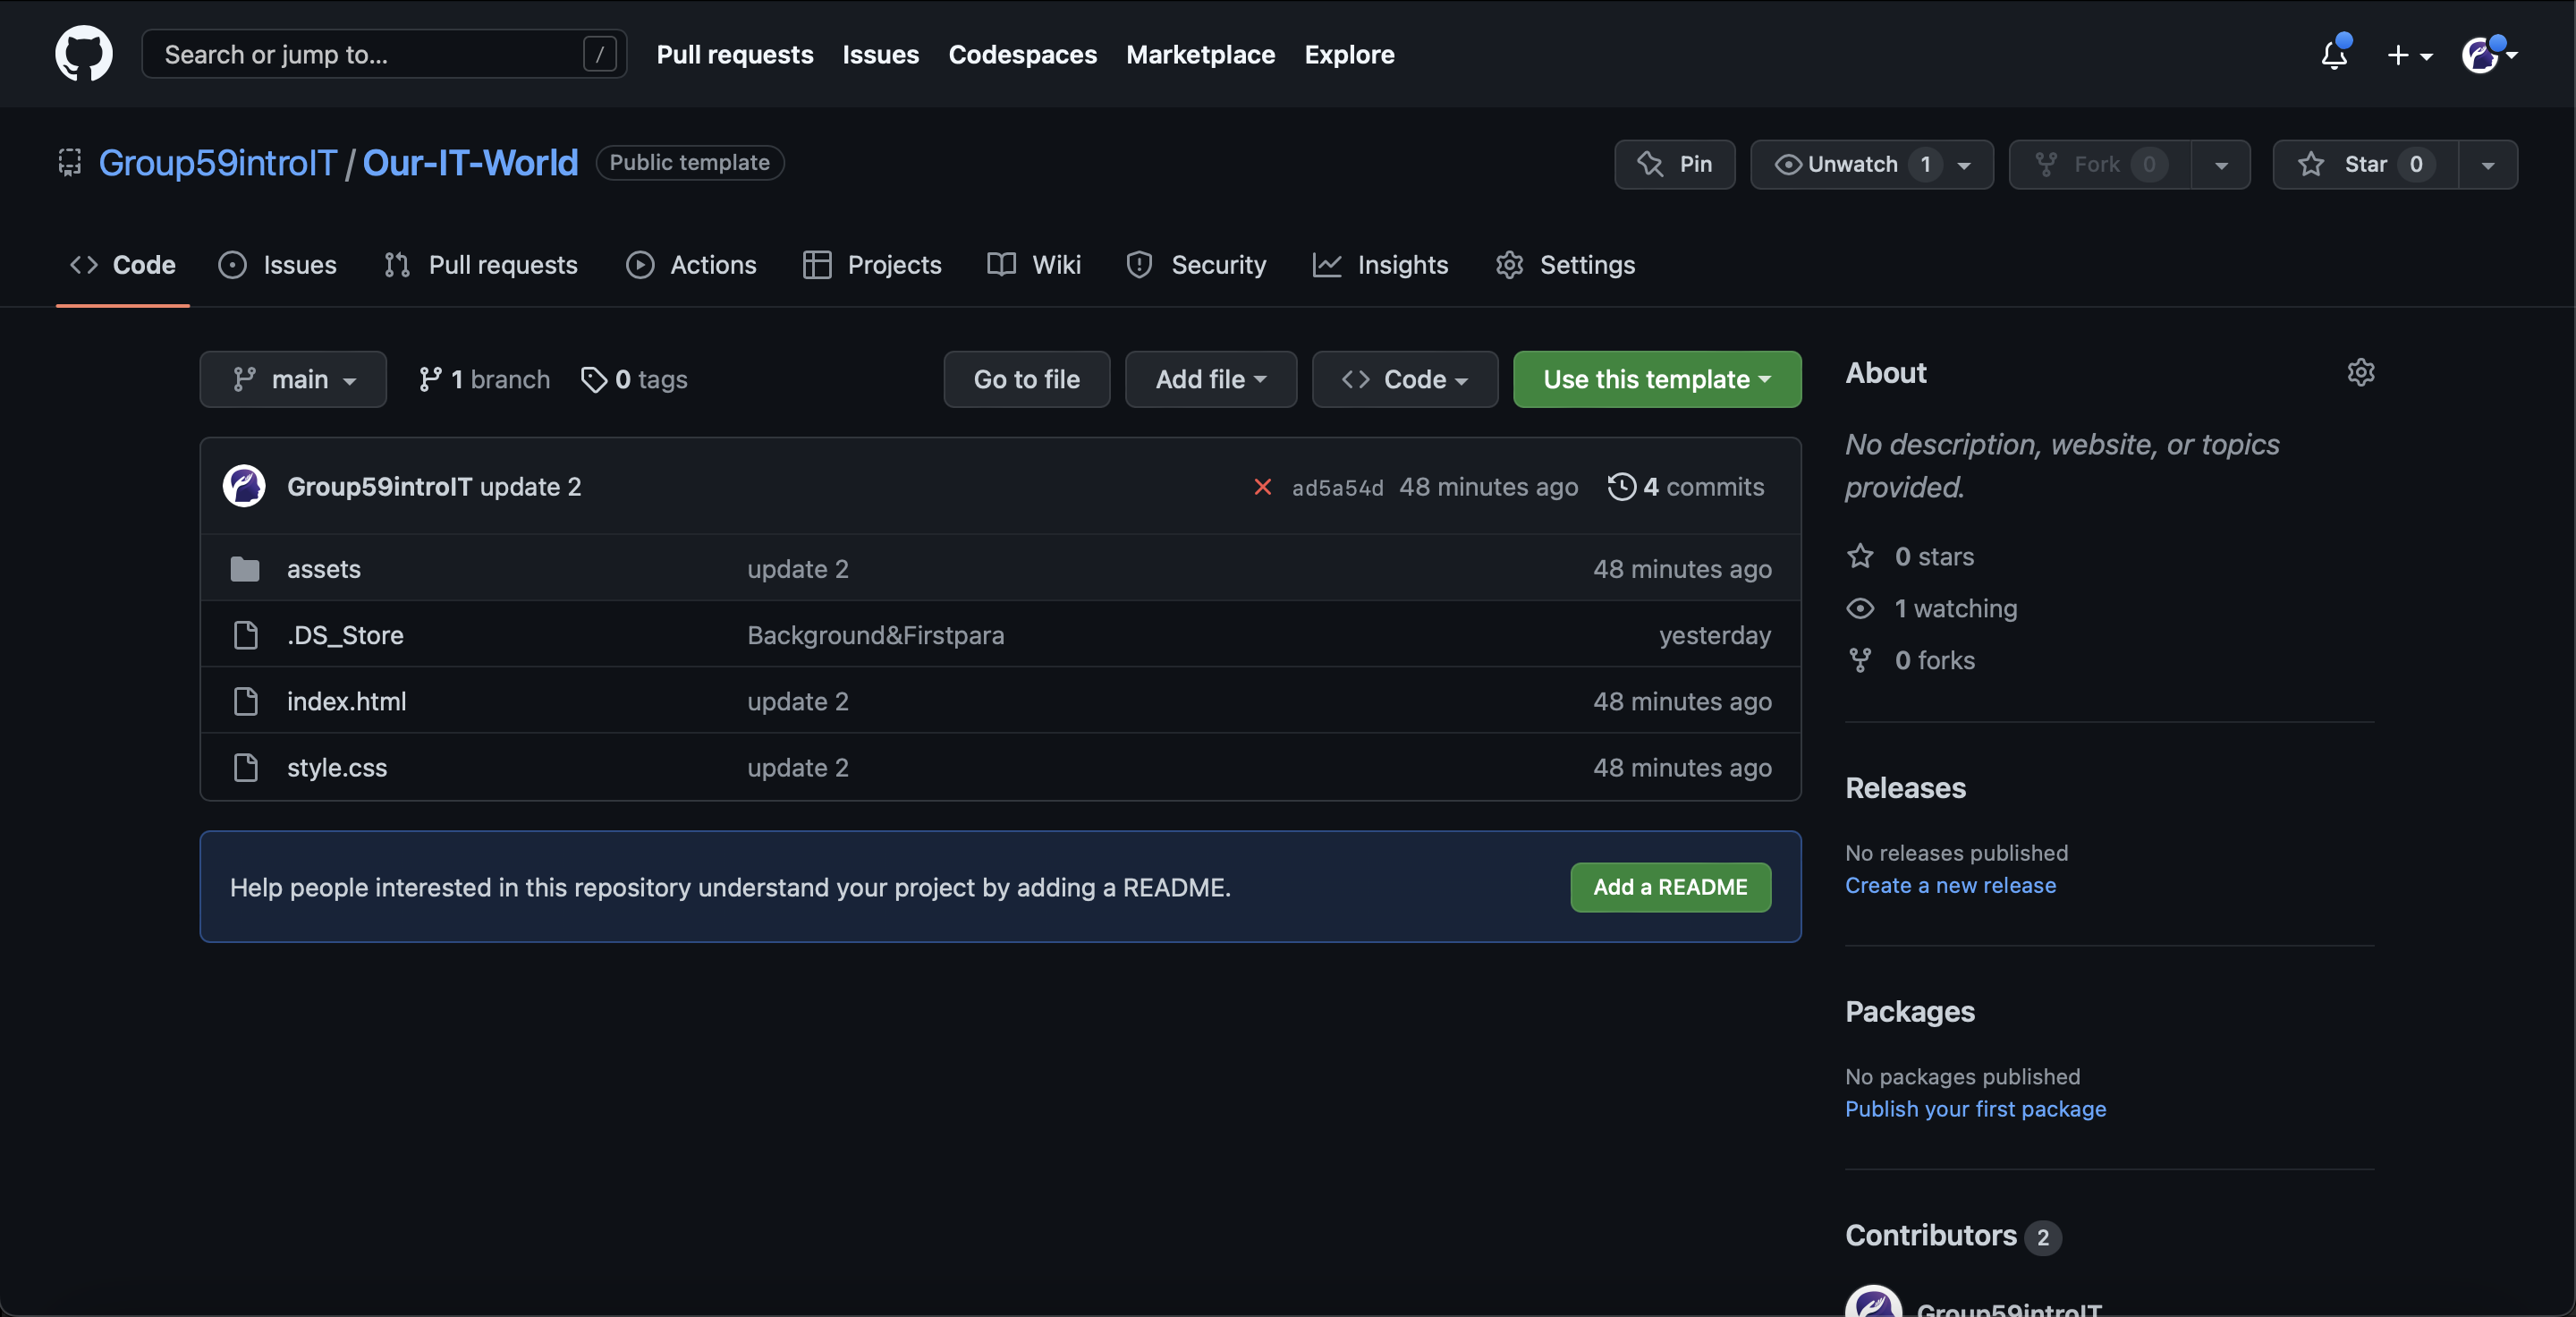 Search or jump to... / Pull requests Issues Codespaces Marketplace Explore
Group59introIT / Our-IT-World Public template Pin Unwatch 1 Fork 0 Star 0
Code Issues Pull requests Actions Projects Wiki Security Insights Settings
main 1 branch 0 tags Go to file Add file Code Use this template
Group59introIT update 2 ad5a54d 48 minutes ago 4 commits
assets update 2 48 minutes ago
.DS_Store Background&Firstpara yesterday
index.html update 2 48 minutes ago
style.css update 2 48 minutes ago
Help people interested in this repository understand your project by adding a README. Add a README
About
No description, website, or topics
provided.
0 stars
1 watching
0 forks
Releases
No releases published
Create a new release
Packages
No packages published
Publish your first package
Contributors 2
Group59introIT